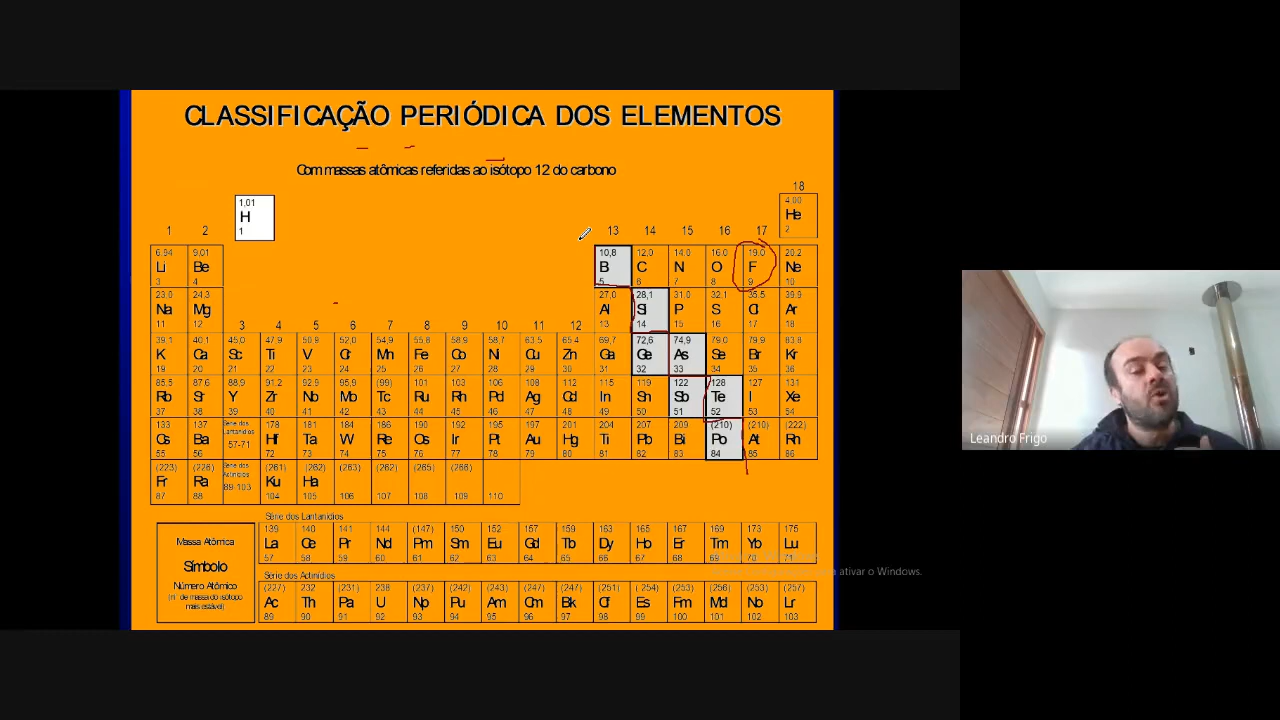 CLASSIFICAÇÃO PERIÓDICA DOS ELEMENTOS
Com massas atômicas referidas ao isótopo 12 do carbono
18
1,01 4.00
H He
1 2
1 2 13 14 15 16 17
6.94 9,01 10,8 12,0 14.0 16.0 19.0 20.2
Li Be B C N O F Ne
3 4 5 6 7 8 9 10
23,0 24,3 27,0 28,1 31,0 32.1 35.5 39.9
Na Mg Al Si P S Cl Ar
11 12 13 14 15 16 17 18
3 4 5 6 7 8 9 10 11 12
39.1 40.1 45,0 47,9 50.9 52,0 54,9 55.8 58.9 58,7 63.5 65.4 69,7 72,6 74,9 79.0 79.9 83.8
K Ca Sc Ti V Cr Mn Fe Co Ni Cu Zn Ga Ge As Se Br Kr
19 20 21 22 23 24 25 26 27 28 29 30 31 32 33 34 35 36
85.5 87.6 88,9 91.2 92.9 95,9 (99) 101 103 106 108 112 115 119 122 128 127 131
Rb Sr Y Zr Nb Mo Tc Ru Rh Pd Ag Cd In Sn Sb Te I Xe
37 38 39 40 41 42 43 44 45 46 47 48 49 50 51 52 53 54
133 137 Série dos Lantanídios 178 181 184 186 190 192 195 197 201 204 207 209 (210) (210) (222)
Cs Ba 57-71 Hf Ta W Re Os Ir Pt Au Hg Ti Pb Bi Po At Rn
55 56 72 73 74 75 76 77 78 79 80 81 82 83 84 85 86
(223) (226) Série dos Actinídios (261) (262) (263) (262) (265) (266)
Fr Ra 89-103 Ku Ha
87 88 104 105 106 107 108 109 110
Série dos Lantanídios
139 140 141 144 (147) 150 152 157 159 163 165 167 169 173 175
La Ce Pr Nd Pm Sm Eu Gd Tb Dy Ho Er Tm Yb Lu
57 58 59 60 61 62 63 64 65 66 67 68 69 70 71
Série dos Actinídios
(227) 232 (231) 238 (237) (242) (243) (247) (247) (251) (254) (253) (256) (253) (257)
Ac Th Pa U Np Pu Am Cm Bk Cf Es Fm Md No Lr
89 90 91 92 93 94 95 96 97 98 99 100 101 102 103
Massa Atômica
Símbolo
Número Atômico
(nº de massa do isótopo
mais estável)
a ativar o Windows.
Leandro Frigo